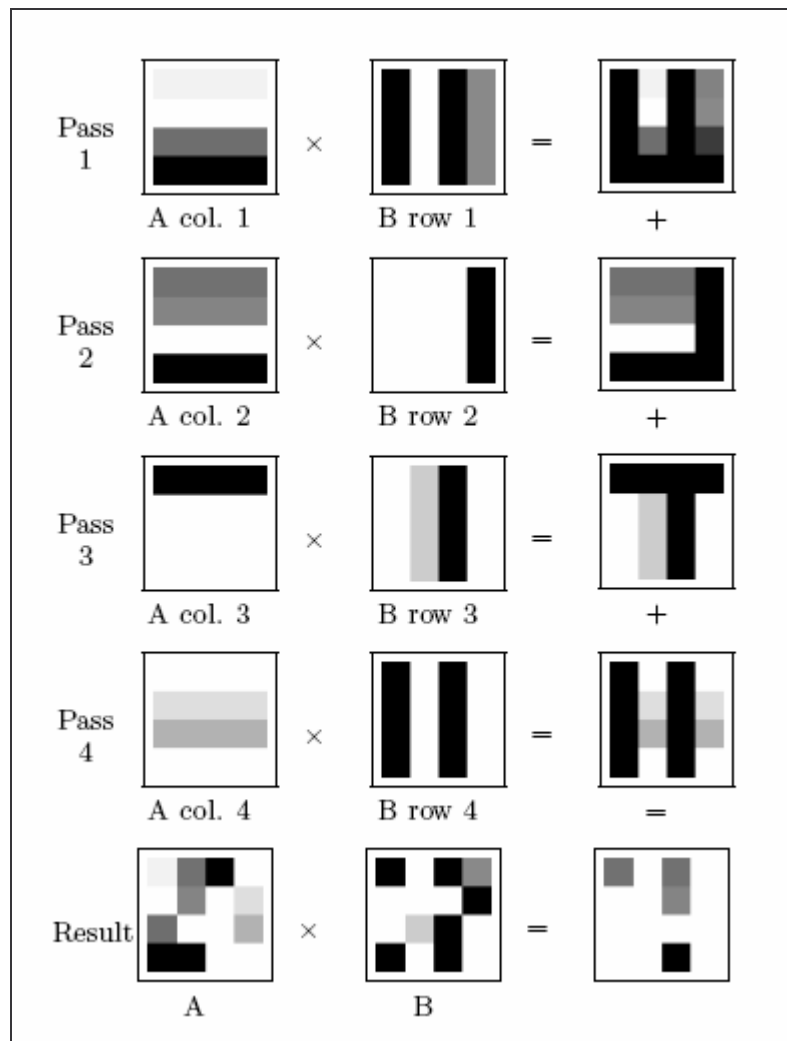 Pass
1
×
=
A col. 1
B row 1
+
Pass
2
×
=
A col. 2
B row 2
+
Pass
3
×
=
A col. 3
B row 3
+
Pass
4
×
=
A col. 4
B row 4
=
Result
×
=
A
B